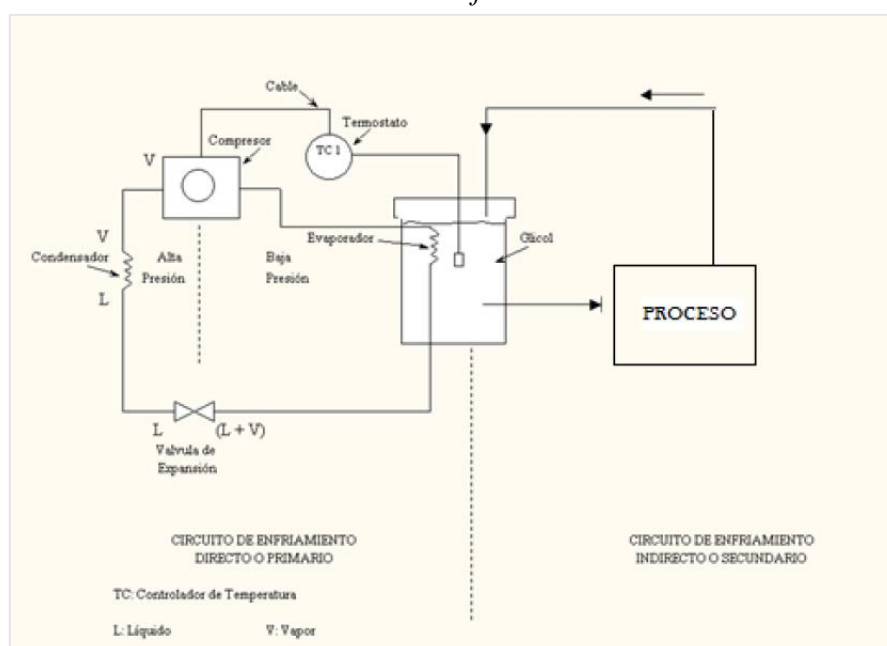 Cable
Termostato
TC 1
Compresor
V
V
Condensador
L
Alta
Presión
Baja
Presión
Evaporador
Glicol
PROCESO
L
(L + V)
Valvula de
Expansión
CIRCUITO DE ENFRIAMIENTO
DIRECTO O PRIMARIO
CIRCUITO DE ENFRIAMIENTO
INDIRECTO O SECUNDARIO
TC: Controlador de Temperatura
L: Líquido
V: Vapor